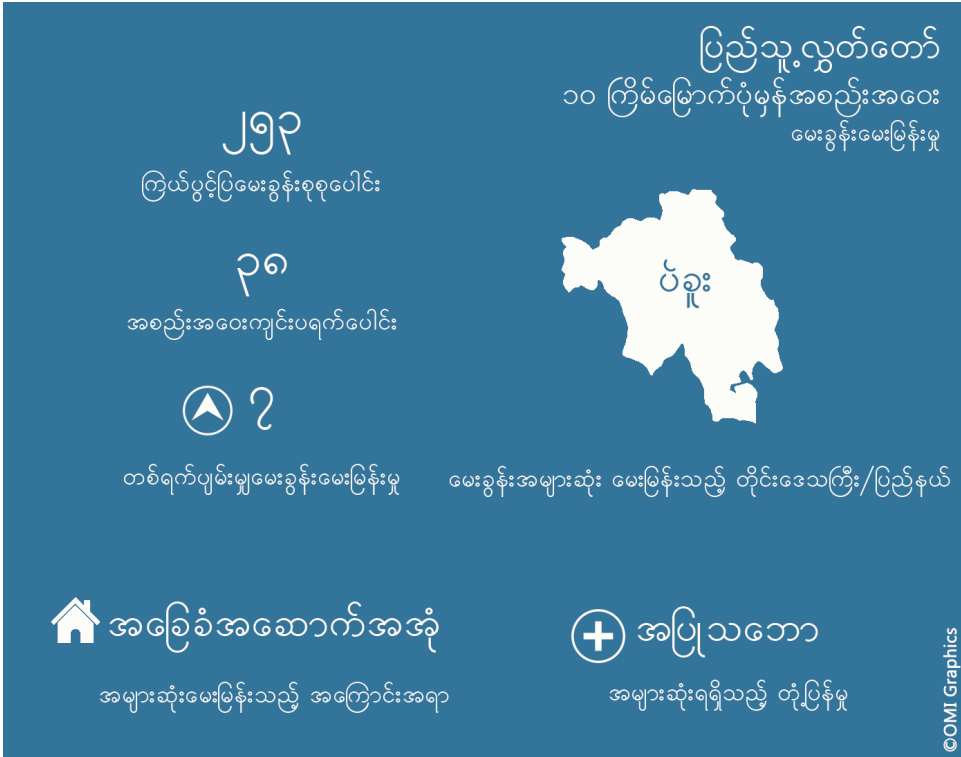 ပြည်သူ့လွှတ်တော်
၁၀ ကြိမ်မြောက်ပုံမှန်အစည်းအဝေး
မေးခွန်းမေးမြန်းမှု
၂၅၃
ကြယ်ပွင့်ပြမေးခွန်းစုစုပေါင်း
၃၈
အစည်းအဝေးကျင်းပရက်ပေါင်း
၇
တစ်ရက်ပျမ်းမျှမေးခွန်းမေးမြန်းမှု
ပဲခူး
မေးခွန်းအများဆုံး မေးမြန်းသည့် တိုင်းဒေသကြီး/ပြည်နယ်
အခြေခံအဆောက်အအုံ
အများဆုံးမေးမြန်းသည့် အကြောင်းအရာ
အပြုသဘော
အများဆုံးရရှိသည့် တုံ့ပြန်မှု
©OMI Graphics